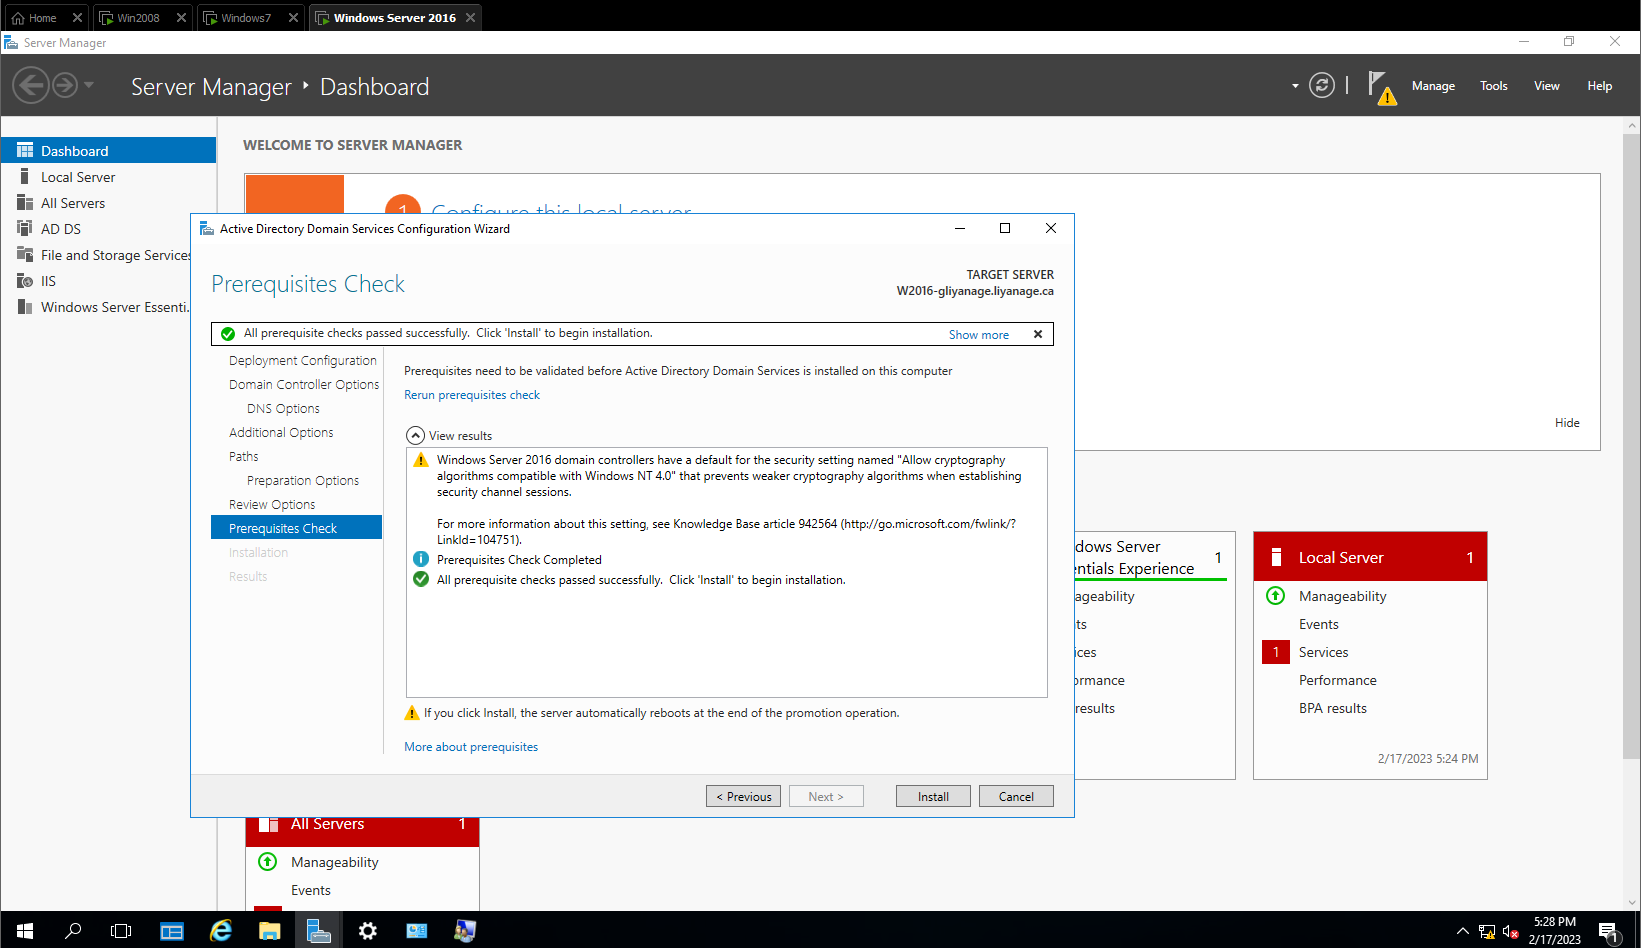 Home
Win2008
Windows7
Windows Server 2016
Server Manager
Server Manager
Dashboard
Manage
Tools
View
Help
Dashboard
Local Server
All Servers
AD DS
File and Storage Services
IIS
Windows Server Essenti.
WELCOME TO SERVER MANAGER
1
Configure this local server
Hide
Active Directory Domain Services Configuration Wizard
Prerequisites Check
TARGET SERVER
W2016-gliyanage.liyanage.ca
All prerequisite checks passed successfully.  Click 'Install' to begin installation.
Show more
Deployment Configuration
Domain Controller Options
DNS Options
Additional Options
Paths
Preparation Options
Review Options
Prerequisites Check
Installation
Results
Prerequisites need to be validated before Active Directory Domain Services is installed on this computer
Rerun prerequisites check
View results
Windows Server 2016 domain controllers have a default for the security setting named "Allow cryptography
algorithms compatible with Windows NT 4.0" that prevents weaker cryptography algorithms when establishing
security channel sessions.
For more information about this setting, see Knowledge Base article 942564 (http://go.microsoft.com/fwlink/?
LinkId=104751).
Prerequisites Check Completed
All prerequisite checks passed successfully.  Click 'Install' to begin installation.
If you click Install, the server automatically reboots at the end of the promotion operation.
More about prerequisites
< Previous
Next >
Install
Cancel
dows Server
entials Experience
1
ageability
ts
ices
ormance
results
Local Server
1
Manageability
Events
1
Services
Performance
BPA results
2/17/2023 5:24 PM
All Servers
1
Manageability
Events
5:28 PM
2/17/2023
1